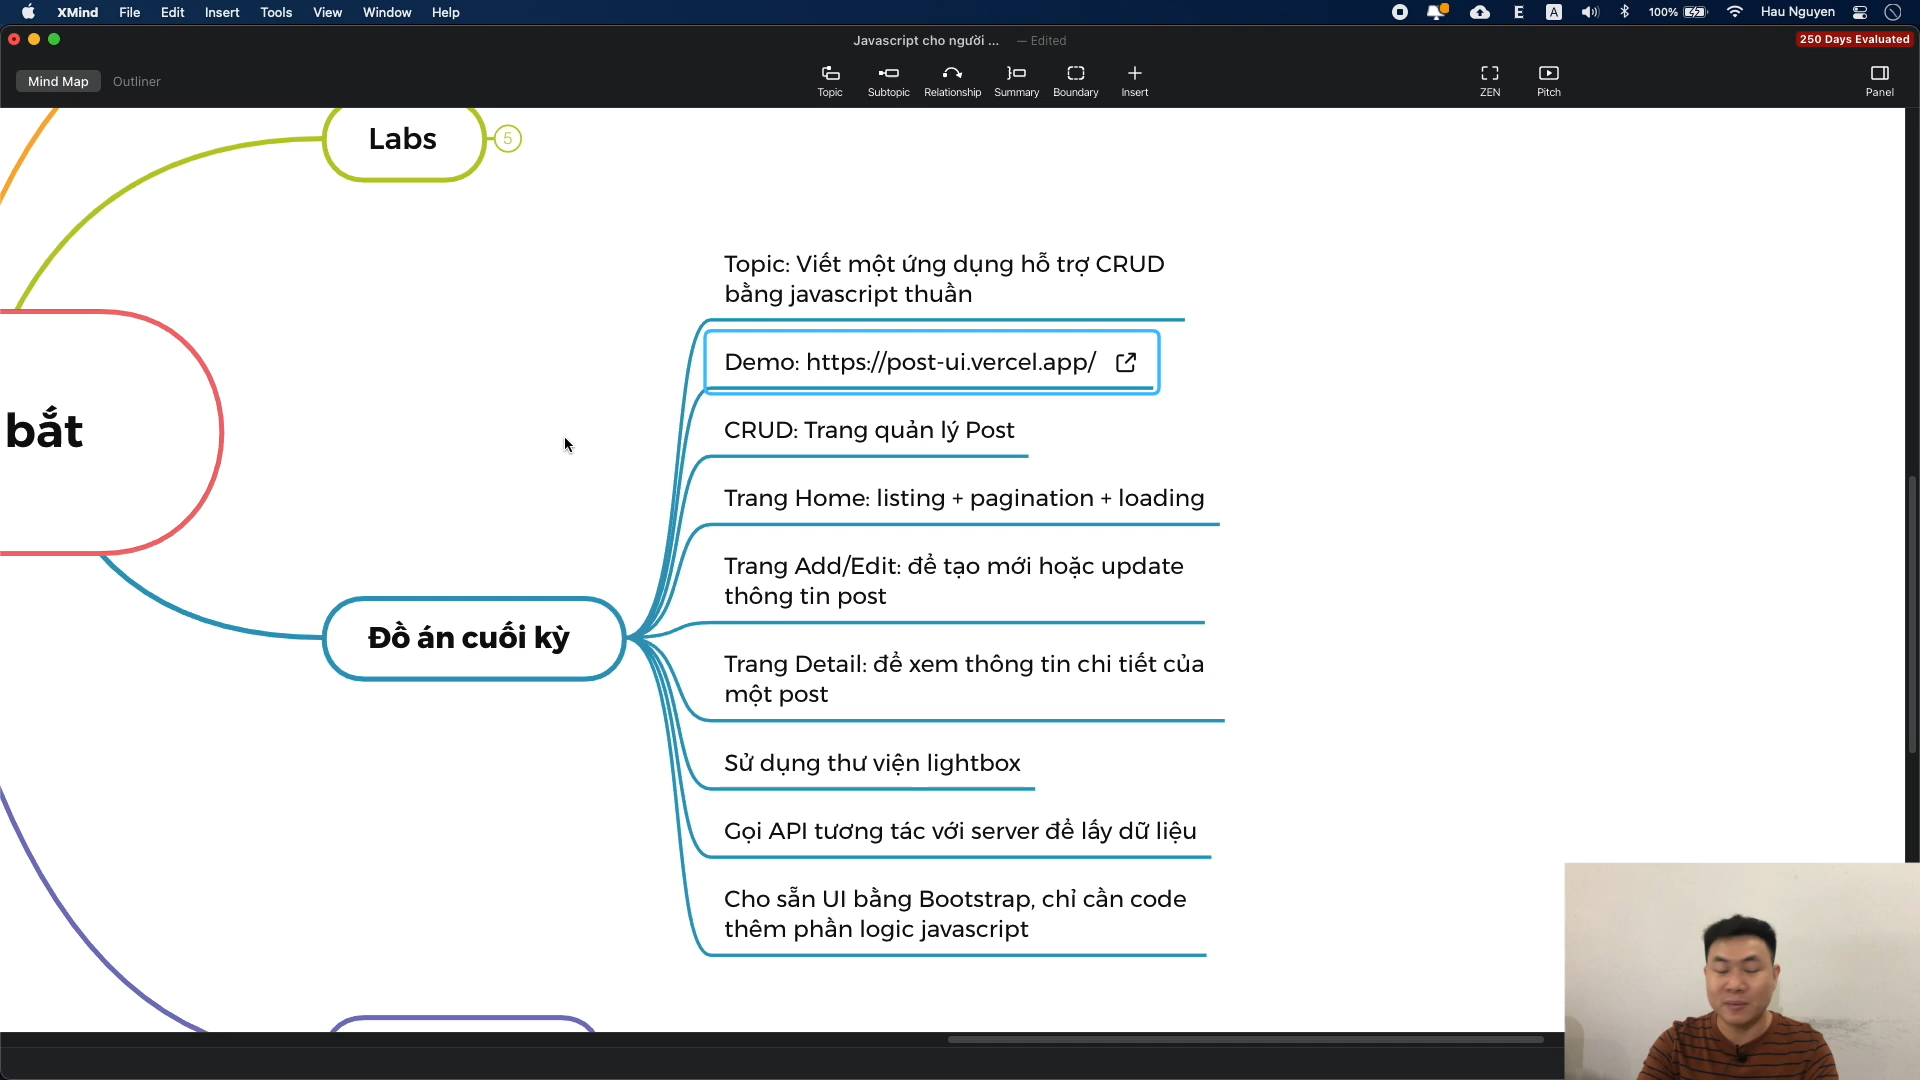 XMind File Edit Insert Tools View Window Help
E A 100% Hau Nguyen
Javascript cho người ... — Edited
250 Days Evaluated
Mind Map Outliner
Topic Subtopic Relationship Summary Boundary Insert
ZEN Pitch Panel
Labs 5
Topic: Viết một ứng dụng hỗ trợ CRUD
bằng javascript thuần
Demo: https://post-ui.vercel.app/
CRUD: Trang quản lý Post
bắt
Trang Home: listing + pagination + loading
Trang Add/Edit: để tạo mới hoặc update
thông tin post
Đồ án cuối kỳ
Trang Detail: để xem thông tin chi tiết của
một post
Sử dụng thư viện lightbox
Gọi API tương tác với server để lấy dữ liệu
Cho sẵn UI bằng Bootstrap, chỉ cần code
thêm phần logic javascript